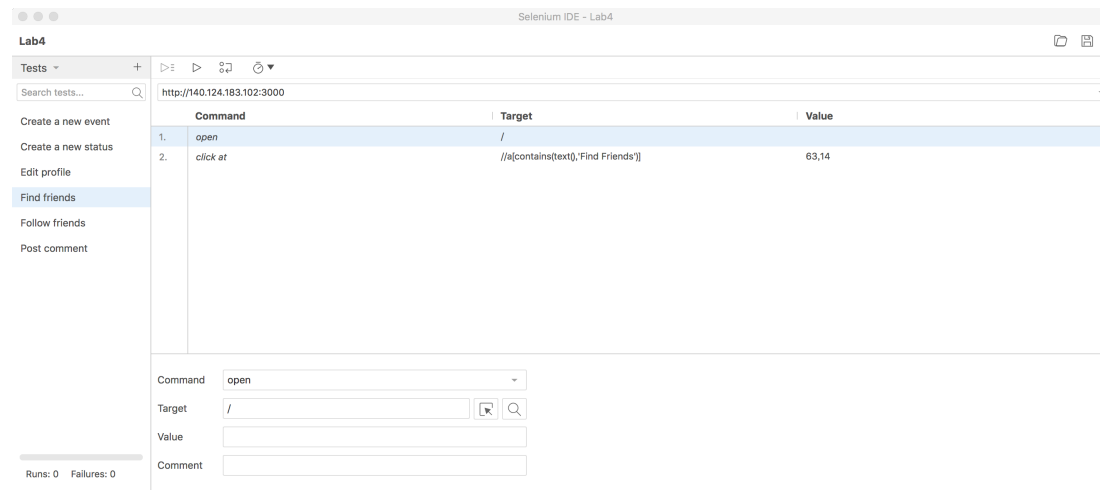 Selenium IDE - Lab4
Lab4
Tests
Search tests...
http://140.124.183.102:3000
Create a new event
Create a new status
Edit profile
Find friends
Follow friends
Post comment
Command Target Value
1. open /
2. click at //a[contains(text(),'Find Friends')] 63,14
Command open
Target /
Value
Comment
Runs: 0 Failures: 0